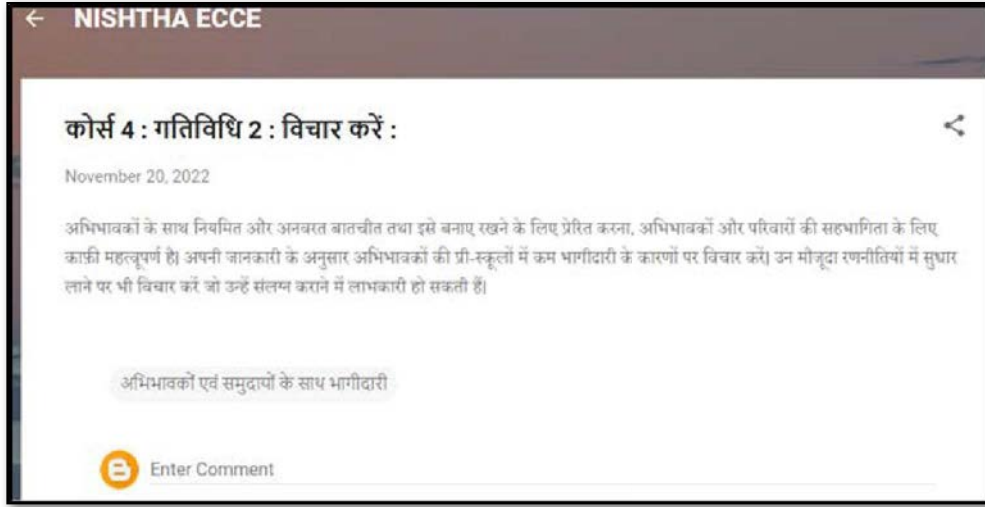 NISHTHA ECCE
कोर्स 4 : गतिविधि 2 : विचार करें :
November 20, 2022
अभिभावकों के साथ नियमित और अनवरत बातचीत तथा इसे बनाए रखने के लिए प्रेरित करना, अभिभावकों और परिवारों की सहभागिता के लिए
काफ़ी महत्वपूर्ण है। अपनी जानकारी के अनुसार अभिभावकों की प्री-स्कूलों में कम भागीदारी के कारणों पर विचार करें। उन मौजूदा रणनीतियों में सुधार
लाने पर भी विचार करें जो उन्हें संलग्न कराने में लाभकारी हो सकती हैं।
अभिभावकों एवं समुदायों के साथ भागीदारी
Enter Comment